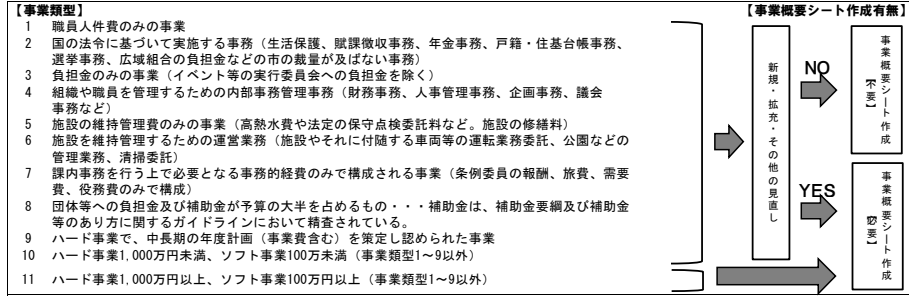 【事業類型】
【事業概要シート作成有無】
1 職員人件費のみの事業
2 国の法令に基づいて実施する事務（生活保護、賦課徴収事務、年金事務、戸籍・住基台帳事務、
選挙事務、広域組合の負担金などの市の裁量が及ばない事務）
3 負担金のみの事業（イベント等の実行委員会への負担金を除く）
4 組織や職員を管理するための内部事務管理事務（財務事務、人事管理事務、企画事務、議会
事務など）
5 施設の維持管理費のみの事業（高熱水費や法定の保守点検委託料など。施設の修繕料）
6 施設を維持管理するための運営業務（施設やそれに付随する車両等の運転業務委託、公園などの
管理業務、清掃委託）
7 課内事務を行う上で必要となる事務的経費のみで構成される事業（条例委員の報酬、旅費、需要
費、役務費のみで構成）
8 団体等への負担金及び補助金が予算の大半を占めるもの・・・補助金は、補助金要綱及び補助金
等のあり方に関するガイドラインにおいて精査されている。
9 ハード事業で、中長期の年度計画（事業費含む）を策定し認められた事業
10 ハード事業1,000万円未満、ソフト事業100万未満（事業類型1～9以外）
11 ハード事業1,000万円以上、ソフト事業100万円以上（事業類型1～9以外）
新規・拡充・その他の見直し
NO
事業概要シート作成
【不要】
YES
事業概要シート作成
【必要】